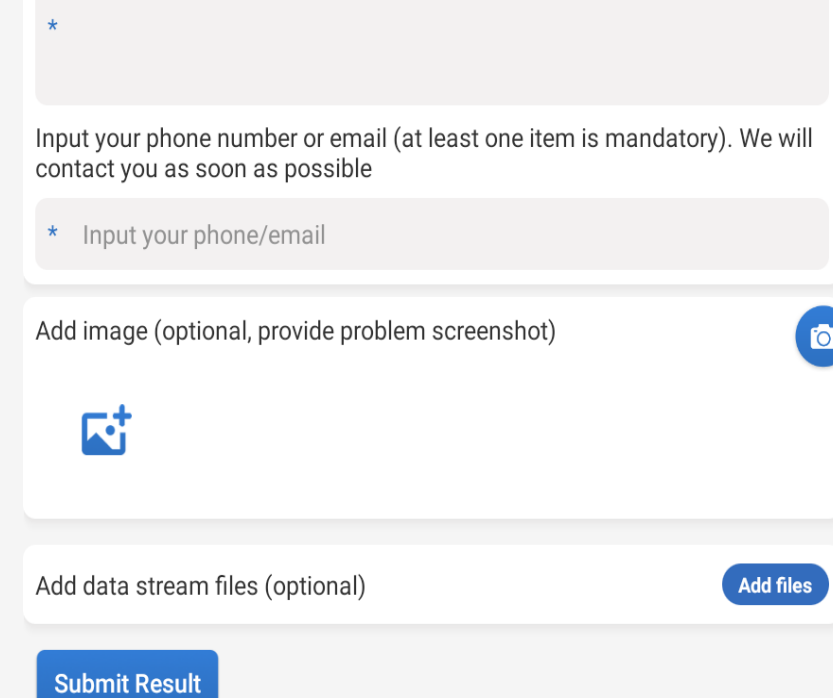 *
Input your phone number or email (at least one item is mandatory). We will
contact you as soon as possible
* Input your phone/email
Add image (optional, provide problem screenshot)
Add data stream files (optional)
Add files
Submit Result